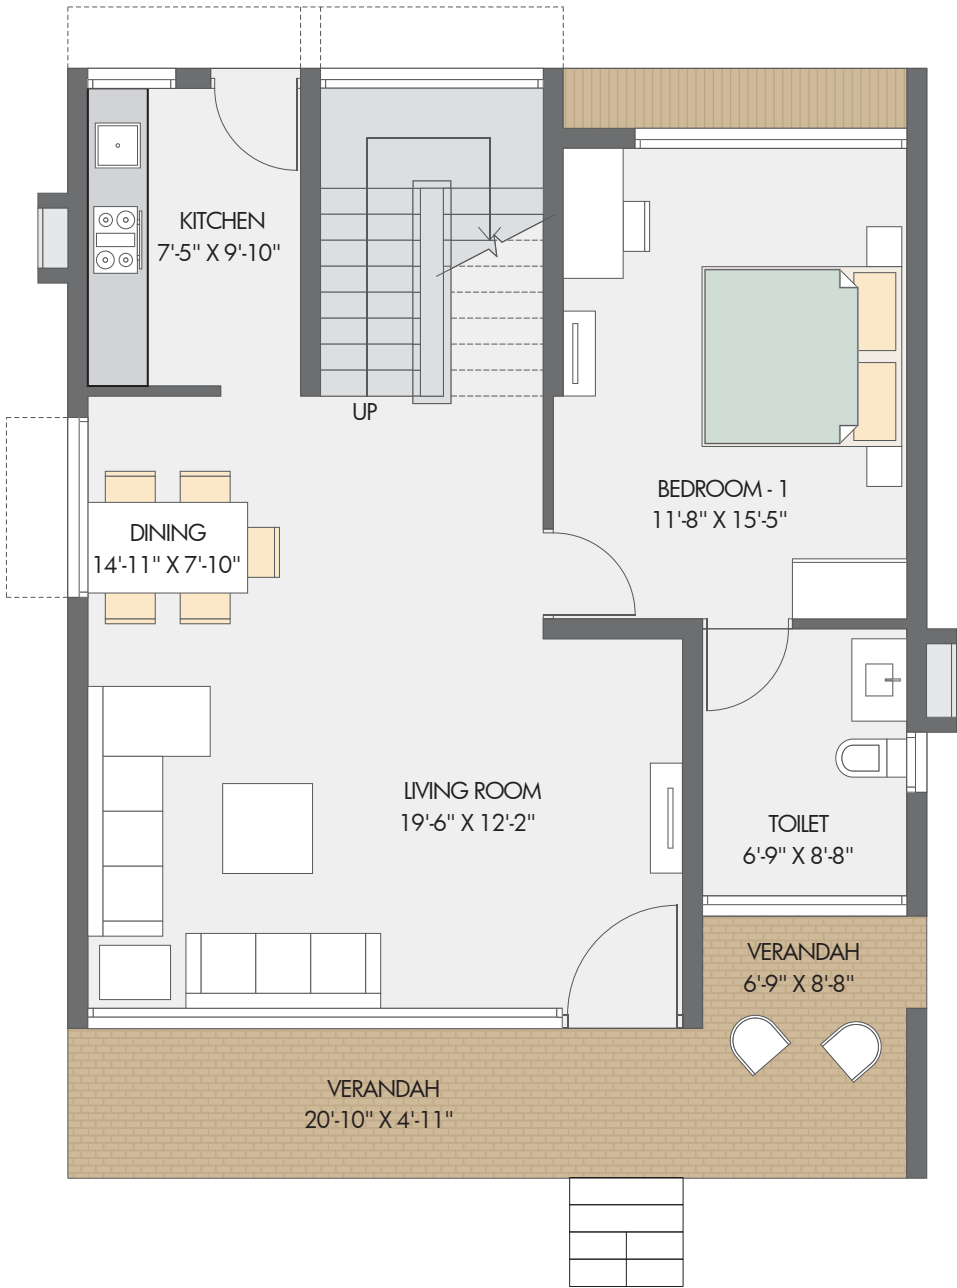 KITCHEN
7'-5" X 9'-10"
UP
BEDROOM - 1
11'-8" X 15'-5"
DINING
14'-11" X 7'-10"
LIVING ROOM
19'-6" X 12'-2"
TOILET
6'-9" X 8'-8"
VERANDAH
6'-9" X 8'-8"
VERANDAH
20'-10" X 4'-11"